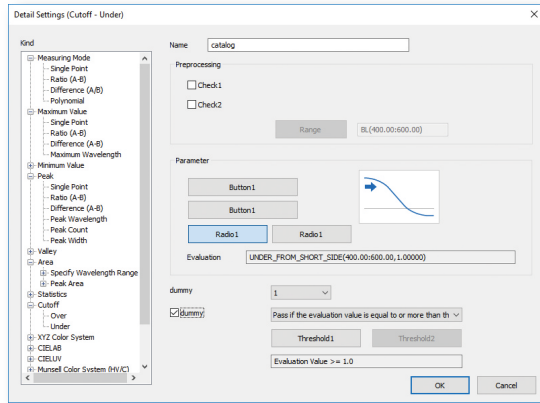 Detail Settings (Cutoff - Under)
Kind
Measuring Mode
Single Point
Ratio (A-B)
Difference (A/B)
Polynomial
Maximum Value
Single Point
Ratio (A-B)
Difference (A-B)
Maximum Wavelength
Minimum Value
Peak
Single Point
Ratio (A-B)
Difference (A-B)
Peak Wavelength
Peak Count
Peak Width
Valley
Area
Specify Wavelength Range
Peak Area
Statistics
Cutoff
Over
Under
XYZ Color System
CIELAB
CIELUV
Munsell Color System (HV/C)
Name catalog
Preprocessing
Check1
Check2
Range BL(400.00:600.00)
Parameter
Button1
Button1
Radio1 Radio1
Evaluation UNDER_FROM_SHORT_SIDE(400.00:600.00,1.00000)
dummy 1
dummy Pass if the evaluation value is equal to or more than th
Threshold1 Threshold2
Evaluation Value >= 1.0
OK Cancel